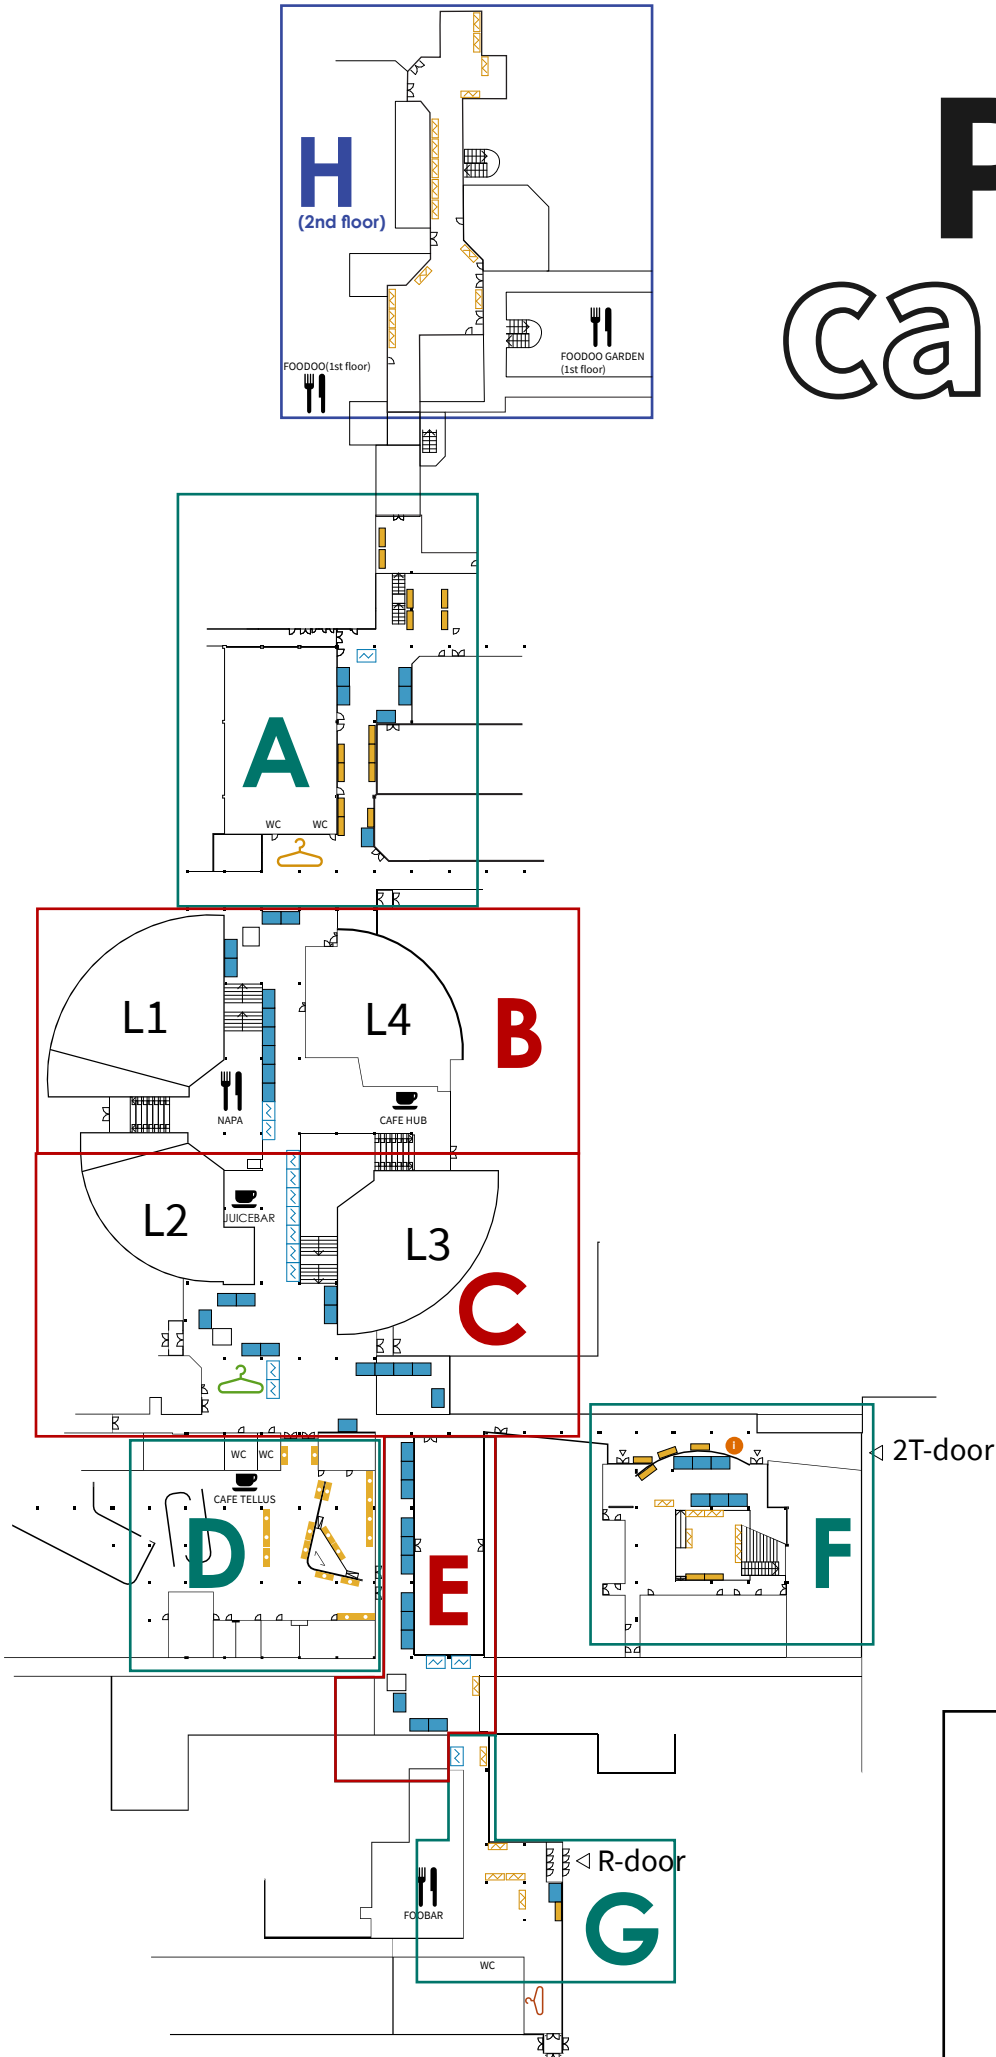 P
ca
H
(2nd floor)
FOODOO(1st floor)
FOODOO GARDEN
(1st floor)
A
WC WC
L1
L4
B
NAPA
CAFE HUB
L2
JUICEBAR
L3
C
WC WC
CAFE TELLUS
D
E
i
2T-door
F
R-door
FOOBAR
G
WC